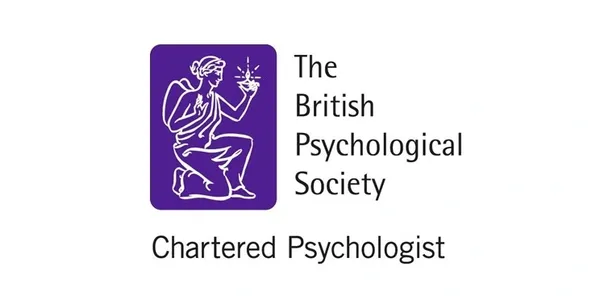 The
British
Psychological
Society
Chartered Psychologist